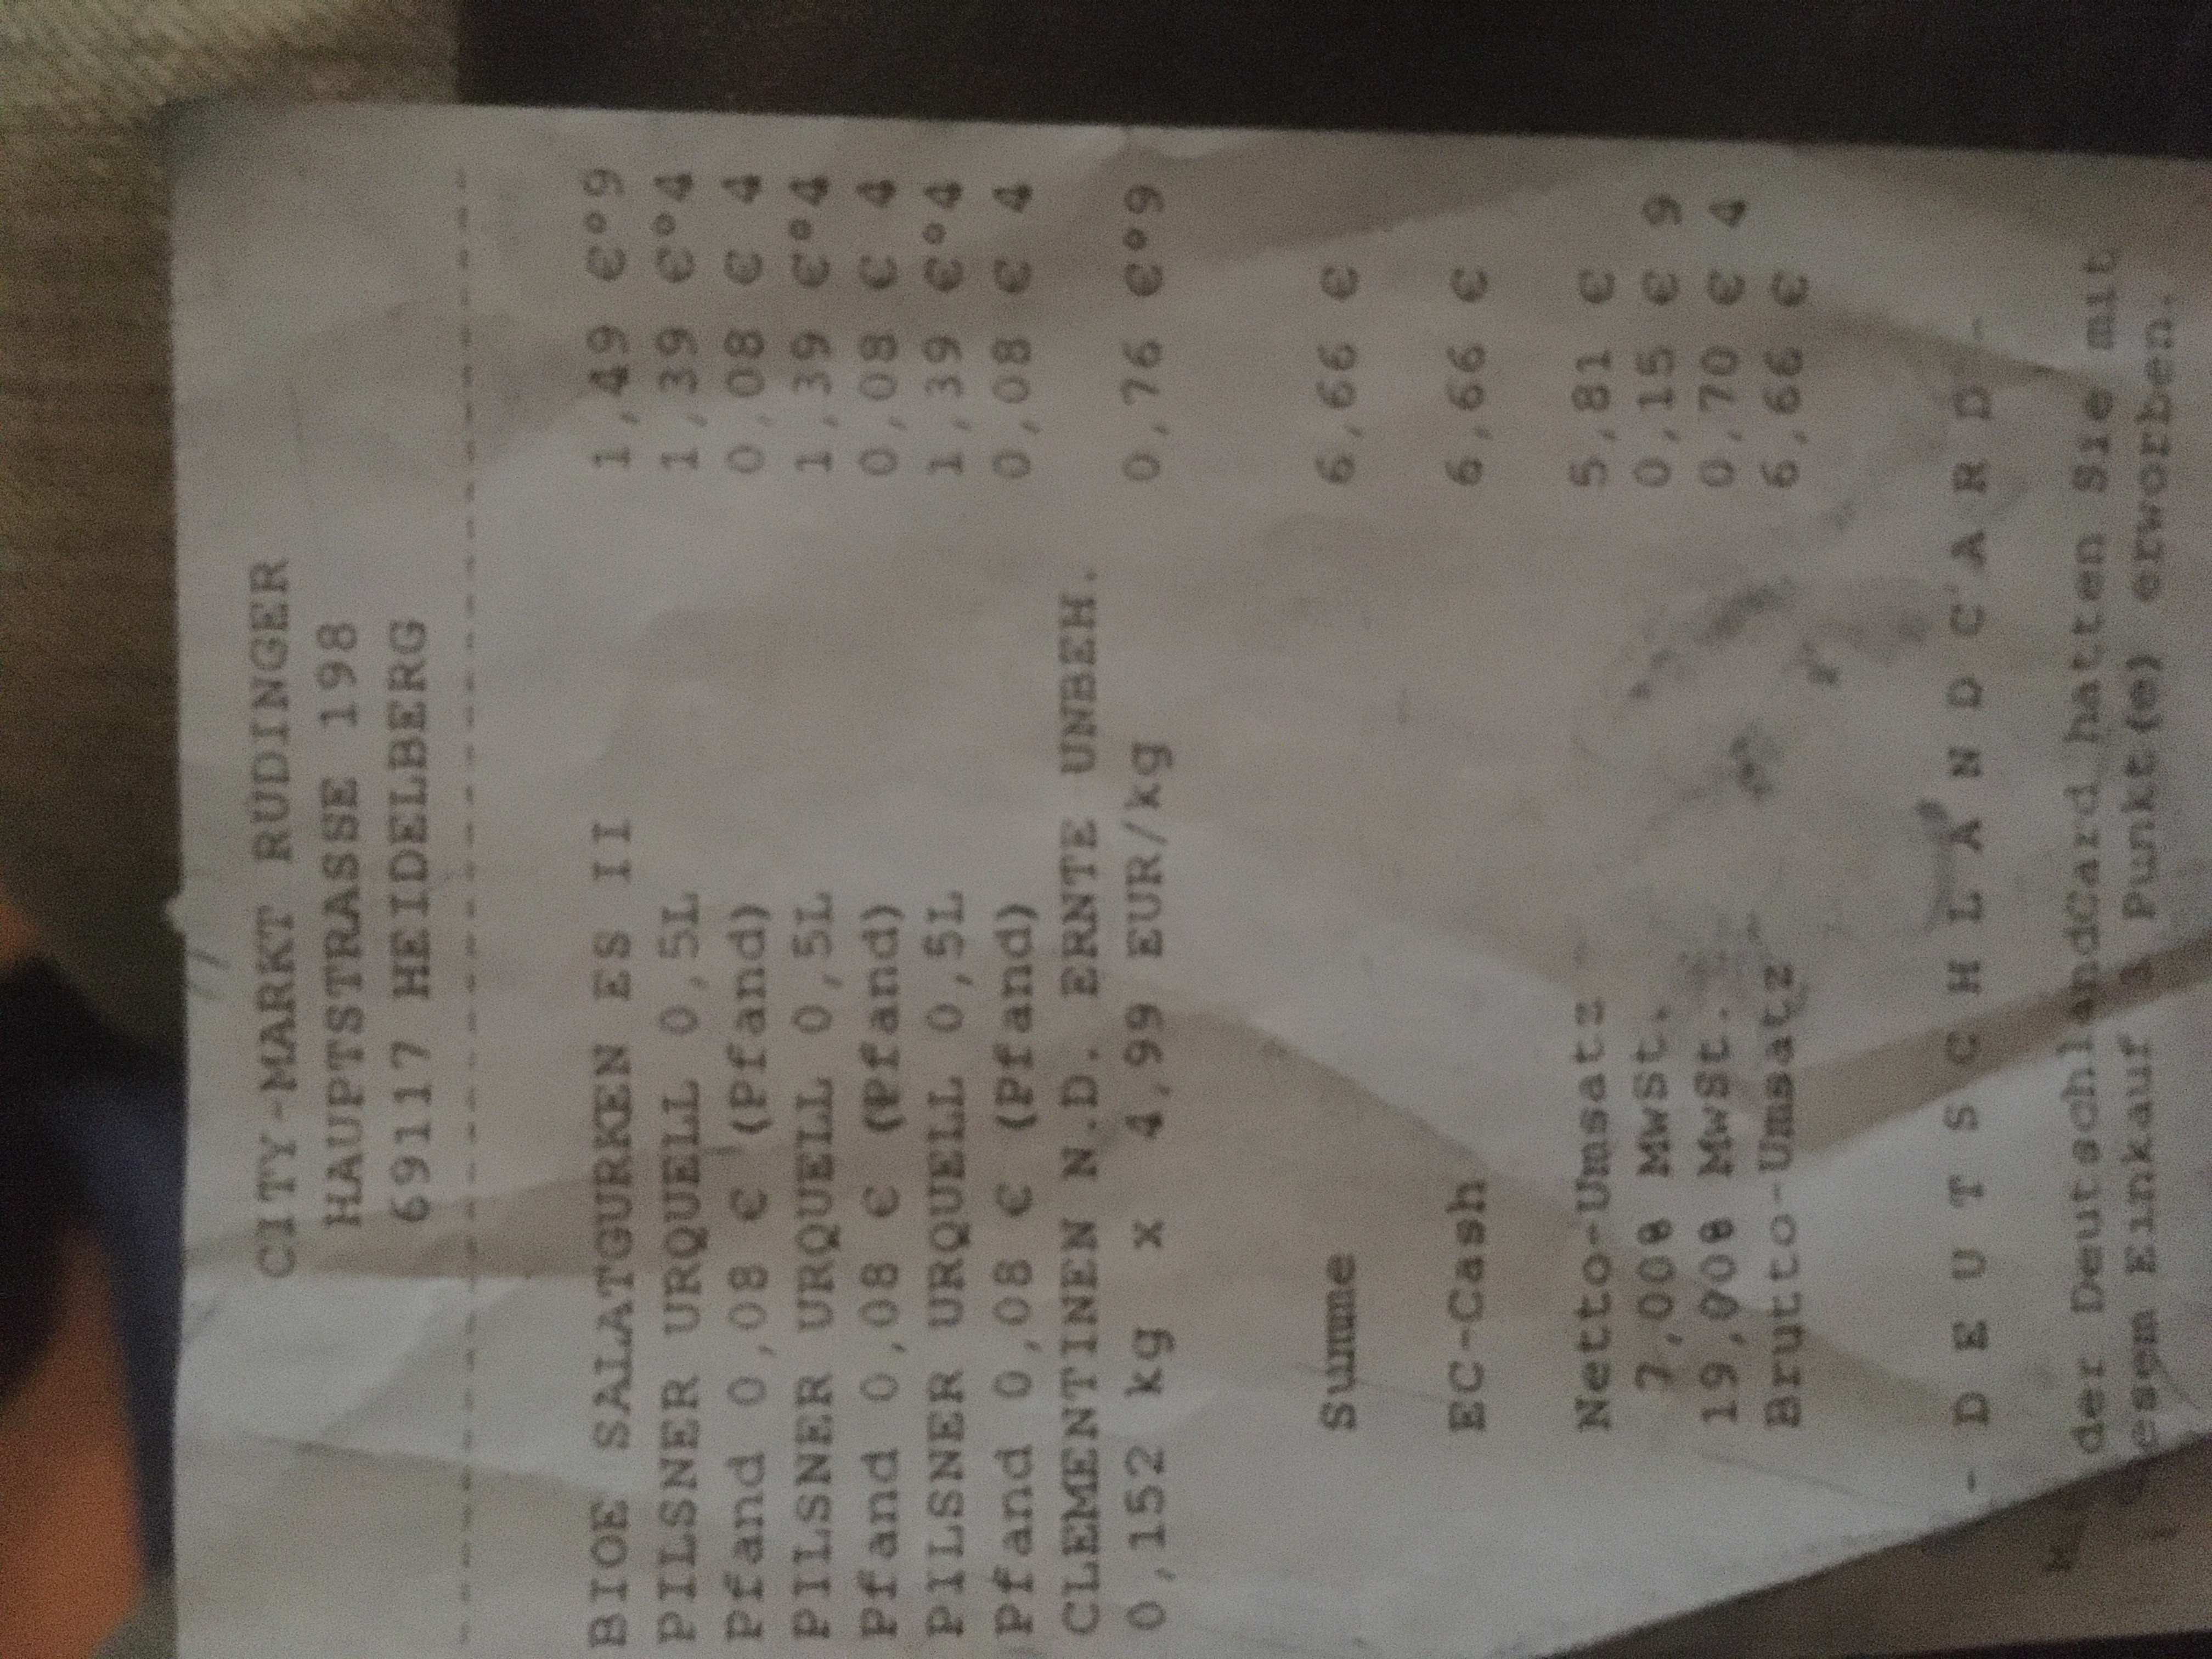 CITY-MARKT RÜDINGER
HAUPTSTRASSE 198
69117 HEIDELBERG
BIOE SALATGURKEN ES II 1,49 €°9
PILSNER URQUELL 0,5L 1,39 €°4
Pfand 0,08 € (Pfand) 0,08 € 4
PILSNER URQUELL 0,5L 1,39 €°4
Pfand 0,08 € (Pfand) 0,08 € 4
PILSNER URQUELL 0,5L 1,39 €°4
Pfand 0,08 € (Pfand) 0,08 € 4
CLEMENTINEN N.D. ERNTE UNBEH.
0,152 kg x 4,99 EUR/kg 0,76 €°9
Summe 6,66 €
EC-Cash 6,66 €
Netto-Umsatz 5,81 €
7,00% MwSt. 0,15 € 9
19,00% MwSt. 0,70 € 4
Brutto-Umsatz 6,66 €
- D E U T S C H L A N D C A R D -
der DeutschlandCard hatten Sie mit
esem Einkauf Punkt(e) erworben.